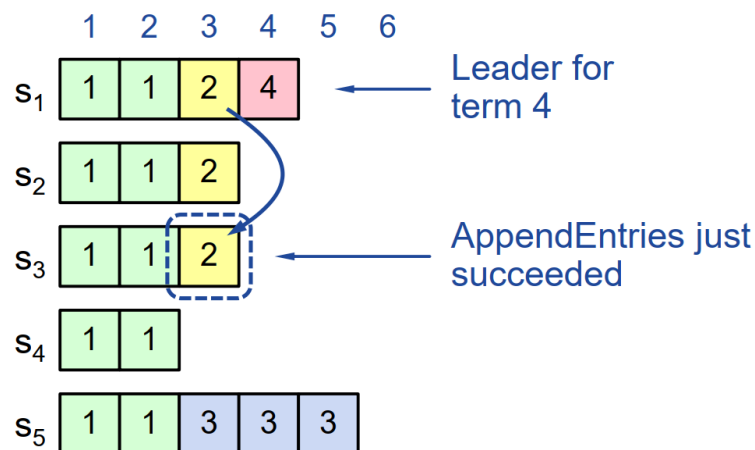 1 2 3 4 5 6
s1 1 1 2 4
Leader for
term 4
s2 1 1 2
s3 1 1 2
AppendEntries just
succeeded
s4 1 1
s5 1 1 3 3 3